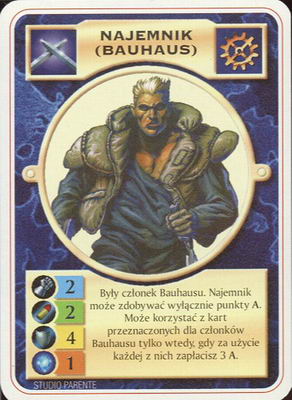 NAJEMNIK
(BAUHAUS)
2
2
4
1
Były członek Bauhausu. Najemnik
może zdobywać wyłącznie punkty A.
Może korzystać z kart
przeznaczonych dla członków
Bauhausu tylko wtedy, gdy za użycie
każdej z nich zapłacisz 3 A.
STUDIO PARENTE